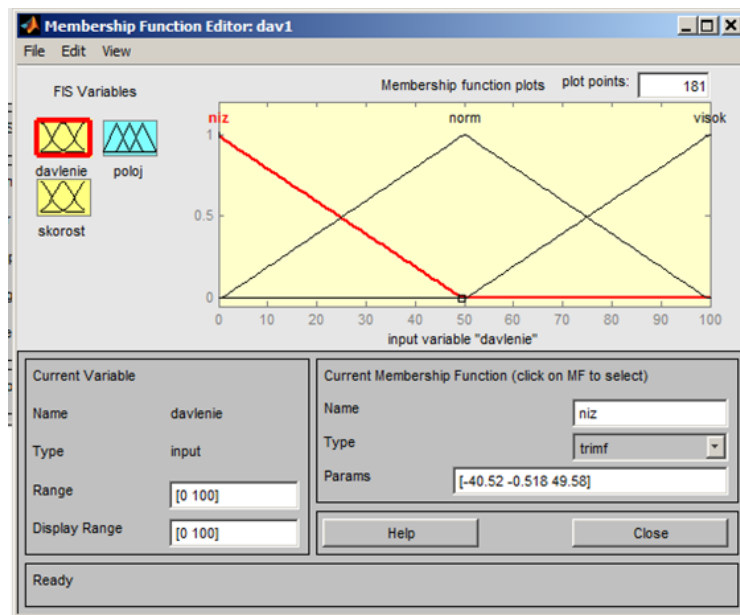 Membership Function Editor: dav1
File Edit View
FIS Variables
davlenie
poloj
skorost
Membership function plots
plot points:
181
niz
norm
visok
1
0.5
0
0 10 20 30 40 50 60 70 80 90 100
input variable "davlenie"
Current Variable
Name davlenie
Type input
Range [0 100]
Display Range [0 100]
Current Membership Function (click on MF to select)
Name niz
Type trimf
Params [-40.52 -0.518 49.58]
Help
Close
Ready